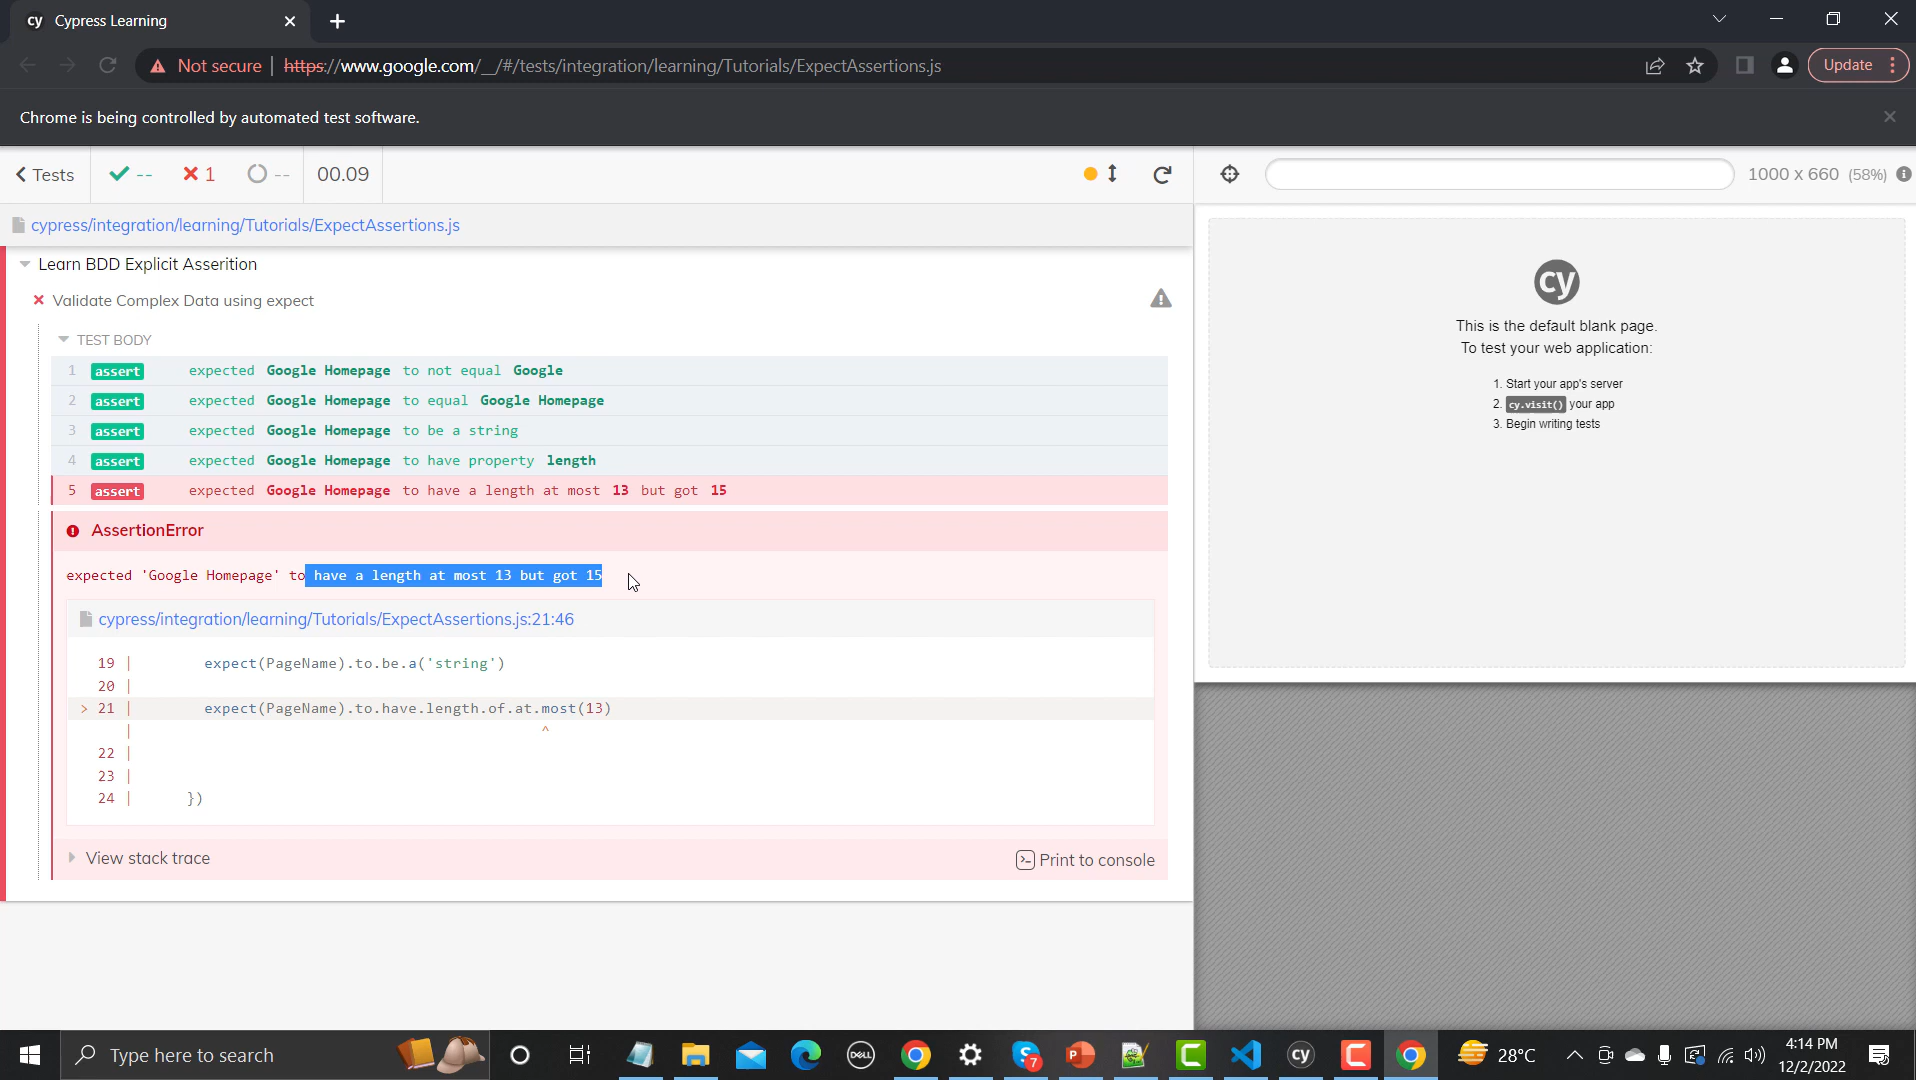 cy Cypress Learning
Not secure | https://www.google.com/__/#/tests/integration/learning/Tutorials/ExpectAssertions.js
Update
Chrome is being controlled by automated test software.
Tests
--
1
--
00.09
1000 x 660 (58%)
cypress/integration/learning/Tutorials/ExpectAssertions.js
Learn BDD Explicit Asserition
Validate Complex Data using expect
TEST BODY
1 assert expected Google Homepage to not equal Google
2 assert expected Google Homepage to equal Google Homepage
3 assert expected Google Homepage to be a string
4 assert expected Google Homepage to have property length
5 assert expected Google Homepage to have a length at most 13 but got 15
AssertionError
expected 'Google Homepage' to have a length at most 13 but got 15
cypress/integration/learning/Tutorials/ExpectAssertions.js:21:46
19 | expect(PageName).to.be.a('string')
20 |
> 21 | expect(PageName).to.have.length.of.at.most(13)
| ^
22 |
23 |
24 | })
View stack trace
Print to console
cy
This is the default blank page.
To test your web application:
1. Start your app's server
2. cy.visit() your app
3. Begin writing tests
Type here to search
DELL
7
cy
28°C
4:14 PM
12/2/2022